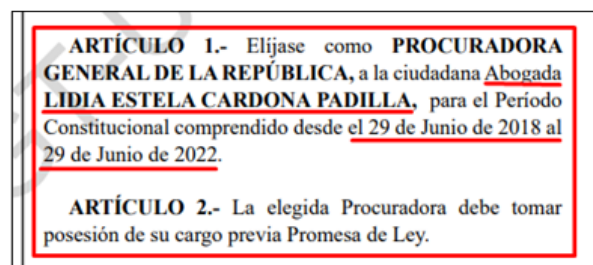 ARTÍCULO 1.- Elíjase como PROCURADORA
GENERAL DE LA REPÚBLICA, a la ciudadana Abogada
LIDIA ESTELA CARDONA PADILLA, para el Período
Constitucional comprendido desde el 29 de Junio de 2018 al
29 de Junio de 2022.
ARTÍCULO 2.- La elegida Procuradora debe tomar
posesión de su cargo previa Promesa de Ley.